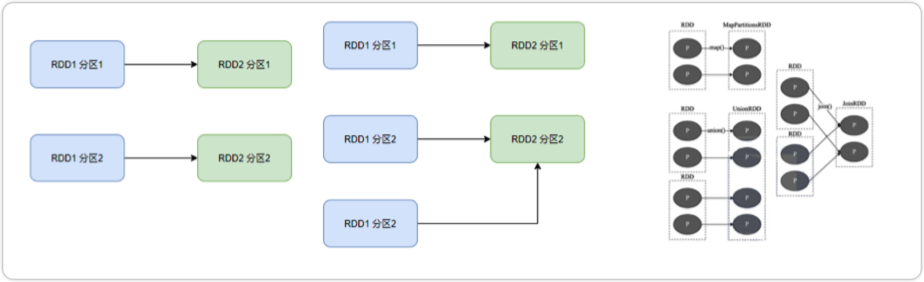 RDD1 分区1
RDD2 分区1
RDD1 分区2
RDD2 分区2
RDD1 分区1
RDD2 分区1
RDD1 分区2
RDD2 分区2
RDD1 分区2
RDD
MapPartitionsRDD
P
map()
P
P
P
RDD
UnionRDD
P
union()
P
P
P
RDD
P
P
P
P
RDD
P
P
join()
JoinRDD
P
P
RDD
P
P